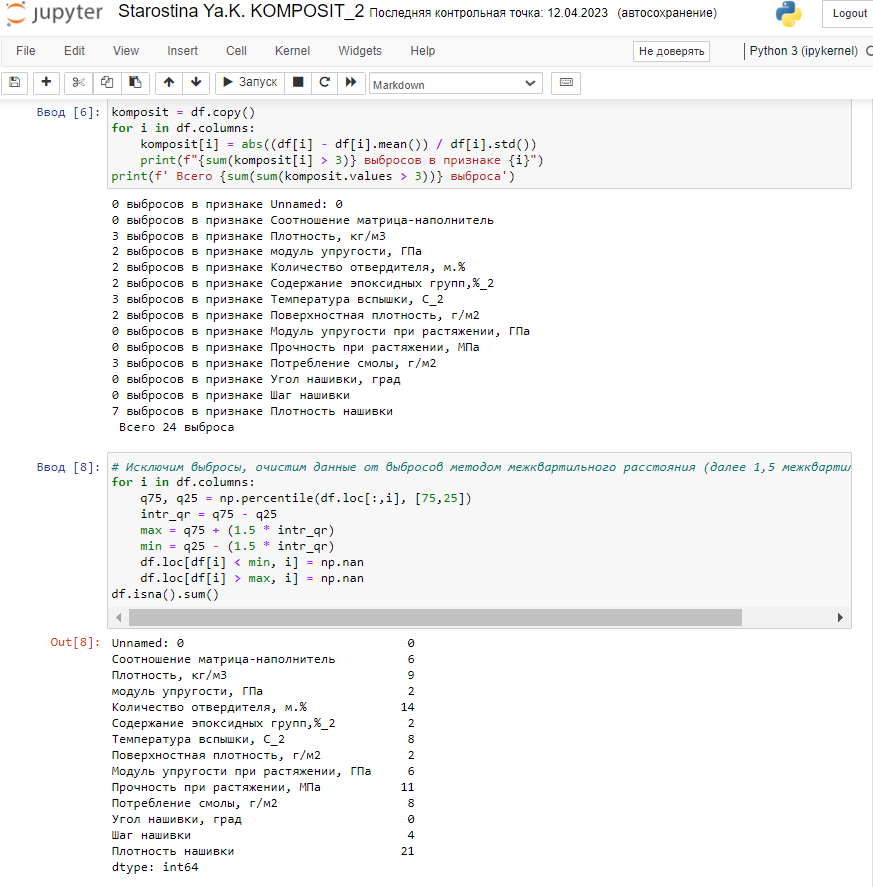 jupyter Starostina Ya.K. KOMPOSIT_2 Последняя контрольная точка: 12.04.2023 (автосохранение) Logout
File Edit View Insert Cell Kernel Widgets Help Не доверять Python 3 (ipykernel)
Запуск Markdown
Ввод [6]: komposit = df.copy()
for i in df.columns:
    komposit[i] = abs((df[i] - df[i].mean()) / df[i].std())
    print(f"{sum(komposit[i] > 3)} выбросов в признаке {i}")
print(f' Всего {sum(sum(komposit.values > 3))} выброса')
0 выбросов в признаке Unnamed: 0
0 выбросов в признаке Соотношение матрица-наполнитель
3 выбросов в признаке Плотность, кг/м3
2 выбросов в признаке модуль упругости, ГПа
2 выбросов в признаке Количество отвердителя, м.%
2 выбросов в признаке Содержание эпоксидных групп,%_2
3 выбросов в признаке Температура вспышки, С_2
2 выбросов в признаке Поверхностная плотность, г/м2
0 выбросов в признаке Модуль упругости при растяжении, ГПа
0 выбросов в признаке Прочность при растяжении, МПа
3 выбросов в признаке Потребление смолы, г/м2
0 выбросов в признаке Угол нашивки, град
0 выбросов в признаке Шаг нашивки
7 выбросов в признаке Плотность нашивки
 Всего 24 выброса
Ввод [8]: # Исключим выбросы, очистим данные от выбросов методом межквартильного расстояния (далее 1,5 межквартил
for i in df.columns:
    q75, q25 = np.percentile(df.loc[:,i], [75,25])
    intr_qr = q75 - q25
    max = q75 + (1.5 * intr_qr)
    min = q25 - (1.5 * intr_qr)
    df.loc[df[i] < min, i] = np.nan
    df.loc[df[i] > max, i] = np.nan
df.isna().sum()
Out[8]: Unnamed: 0 0
Соотношение матрица-наполнитель 6
Плотность, кг/м3 9
модуль упругости, ГПа 2
Количество отвердителя, м.% 14
Содержание эпоксидных групп,%_2 2
Температура вспышки, С_2 8
Поверхностная плотность, г/м2 2
Модуль упругости при растяжении, ГПа 6
Прочность при растяжении, МПа 11
Потребление смолы, г/м2 8
Угол нашивки, град 0
Шаг нашивки 4
Плотность нашивки 21
dtype: int64